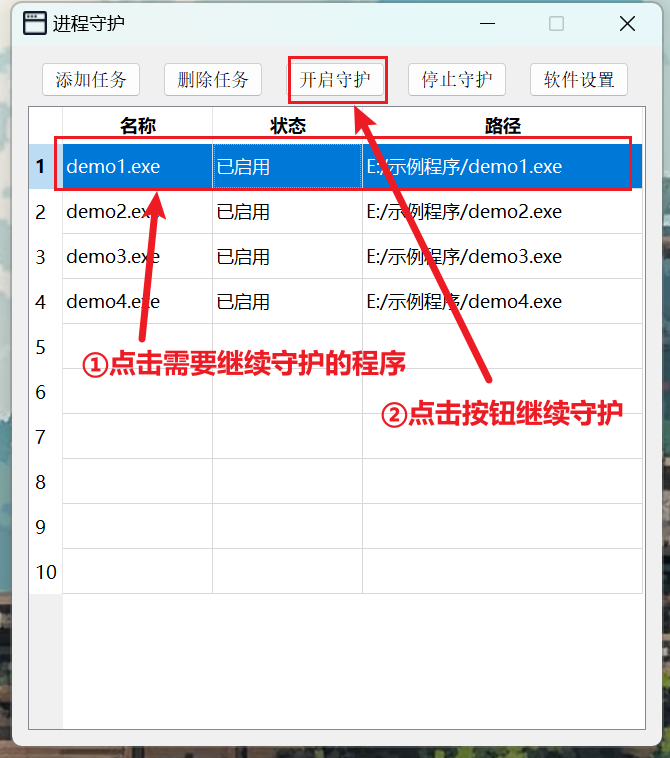 进程守护
添加任务 删除任务 开启守护 停止守护 软件设置
名称 状态 路径
1 demo1.exe 已启用 E:/示例程序/demo1.exe
2 demo2.exe 已启用 E:/示例程序/demo2.exe
3 demo3.exe 已启用 E:/示例程序/demo3.exe
4 demo4.exe 已启用 E:/示例程序/demo4.exe
5
①点击需要继续守护的程序
6
②点击按钮继续守护
7
8
9
10